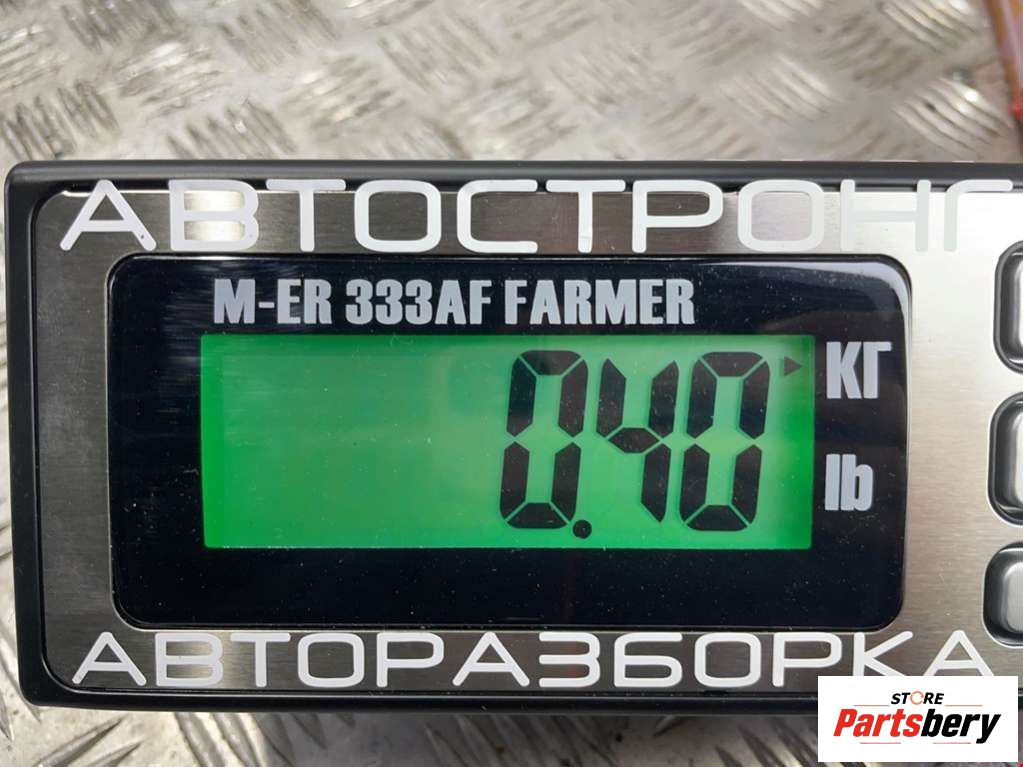 АВТОСТРОНГ
M-ER 333AF FARMER
0.40
КГ
lb
АВТОРАЗБОРКА
STORE
Partsbery